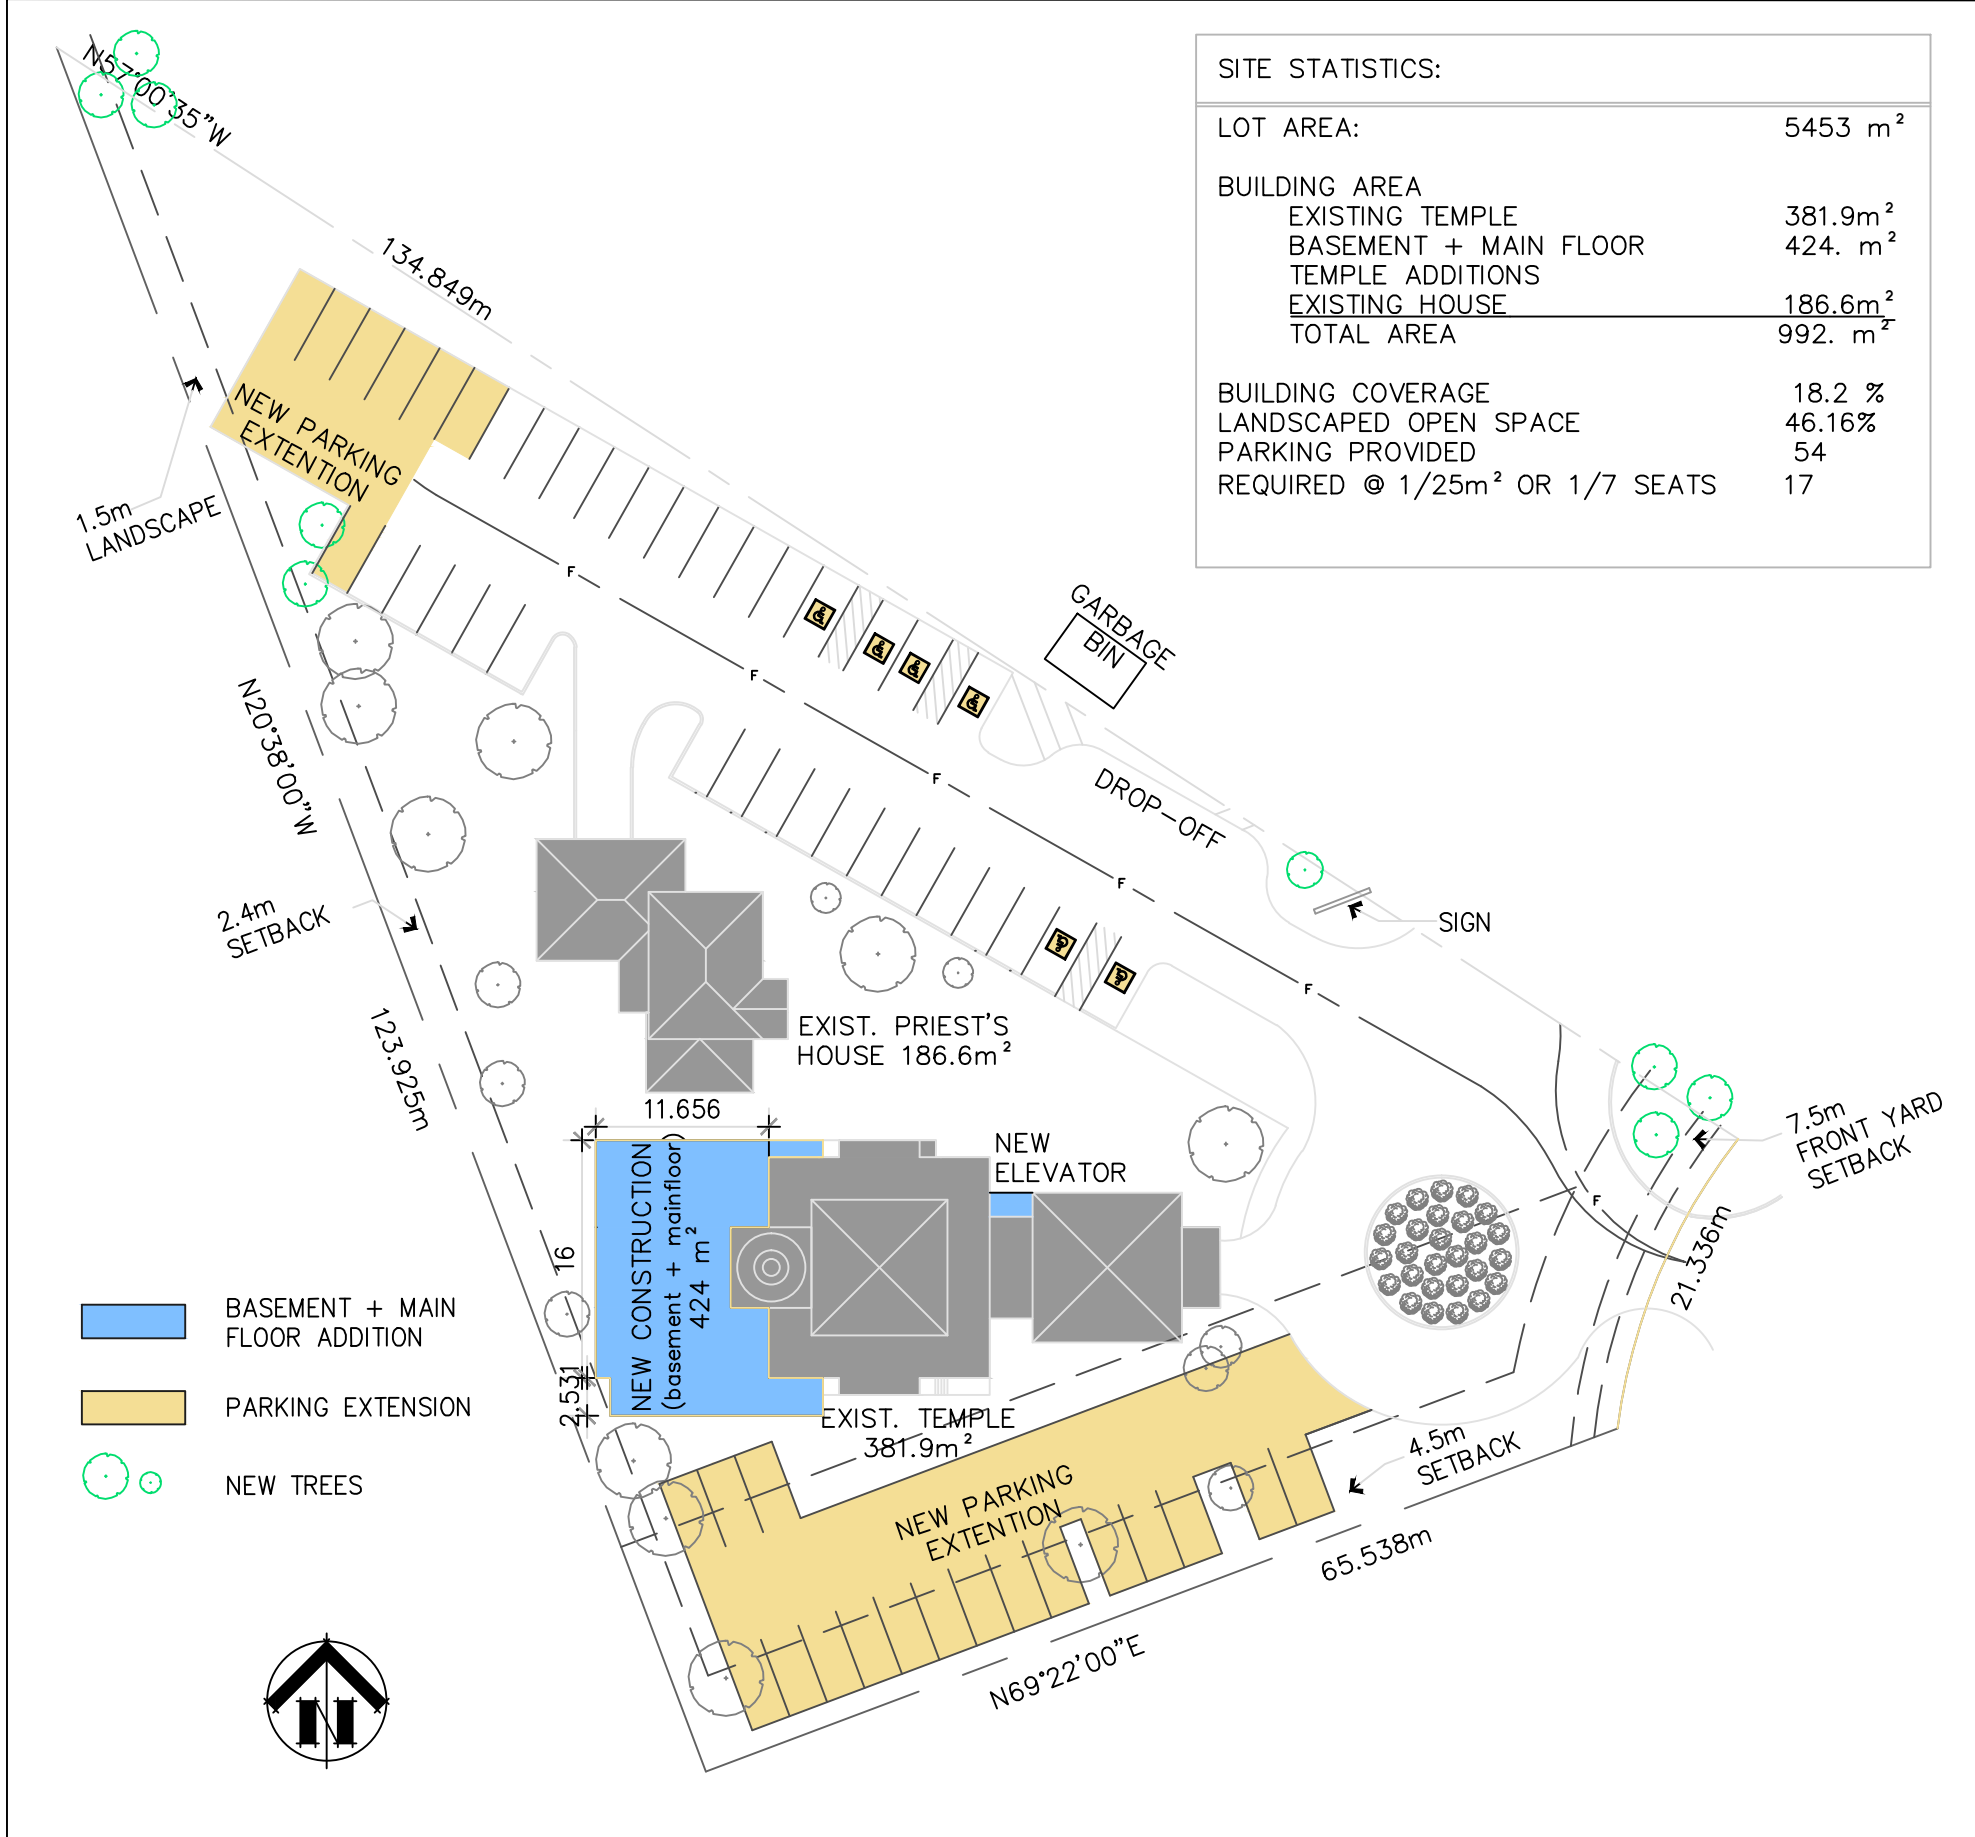 SITE STATISTICS:
LOT AREA: 5453 m²
BUILDING AREA
EXISTING TEMPLE 381.9m²
BASEMENT + MAIN FLOOR 424. m²
TEMPLE ADDITIONS
EXISTING HOUSE 186.6m²
TOTAL AREA 992. m²
BUILDING COVERAGE 18.2 %
LANDSCAPED OPEN SPACE 46.16%
PARKING PROVIDED 54
REQUIRED @ 1/25m² OR 1/7 SEATS 17
N57°00'35"W
134.849m
NEW PARKING
EXTENTION
1.5m
LANDSCAPE
F
GARBAGE
BIN
F
N20°38'00"W
F
DROP-OFF
F
2.4m
SETBACK
SIGN
F
123.925m
EXIST. PRIEST'S
HOUSE 186.6m²
7.5m
FRONT YARD
SETBACK
11.656
NEW
ELEVATOR
F
NEW CONSTRUCTION
(basement + mainfloor)
424 m²
16
21.336m
2.531
BASEMENT + MAIN
FLOOR ADDITION
PARKING EXTENSION
NEW TREES
EXIST. TEMPLE
381.9m²
4.5m
SETBACK
NEW PARKING
EXTENTION
65.538m
N69°22'00"E
N